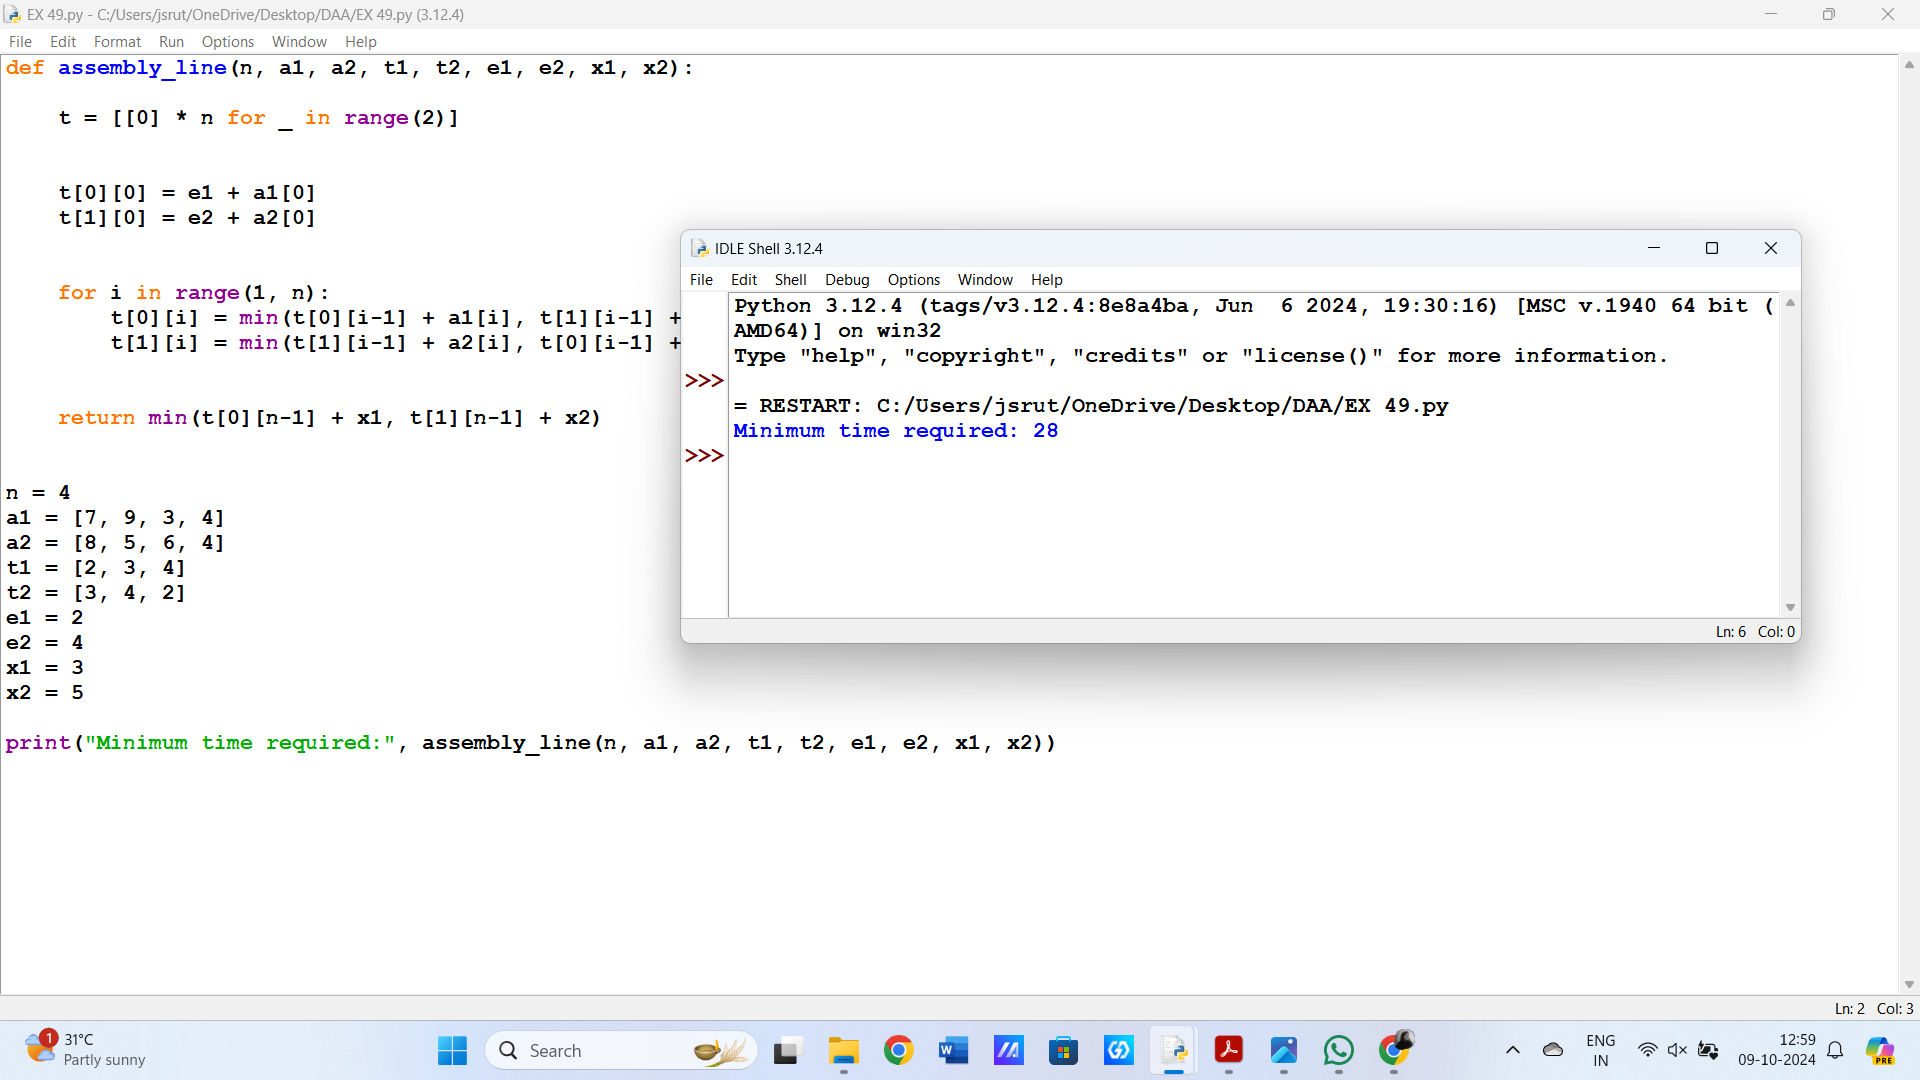 EX 49.py - C:/Users/jsrut/OneDrive/Desktop/DAA/EX 49.py (3.12.4)
File Edit Format Run Options Window Help
def assembly_line(n, a1, a2, t1, t2, e1, e2, x1, x2):
t = [[0] * n for _ in range(2)]
t[0][0] = e1 + a1[0]
t[1][0] = e2 + a2[0]
for i in range(1, n):
t[0][i] = min(t[0][i-1] + a1[i], t[1][i-1] +
t[1][i] = min(t[1][i-1] + a2[i], t[0][i-1] +
return min(t[0][n-1] + x1, t[1][n-1] + x2)
n = 4
a1 = [7, 9, 3, 4]
a2 = [8, 5, 6, 4]
t1 = [2, 3, 4]
t2 = [3, 4, 2]
e1 = 2
e2 = 4
x1 = 3
x2 = 5
print("Minimum time required:", assembly_line(n, a1, a2, t1, t2, e1, e2, x1, x2))
IDLE Shell 3.12.4
File Edit Shell Debug Options Window Help
Python 3.12.4 (tags/v3.12.4:8e8a4ba, Jun  6 2024, 19:30:16) [MSC v.1940 64 bit (
AMD64)] on win32
Type "help", "copyright", "credits" or "license()" for more information.
>>>
= RESTART: C:/Users/jsrut/OneDrive/Desktop/DAA/EX 49.py
Minimum time required: 28
>>>
Ln: 6 Col: 0
Ln: 2 Col: 3
1
31°C
Partly sunny
Search
W
PRE
ENG
IN
12:59
09-10-2024